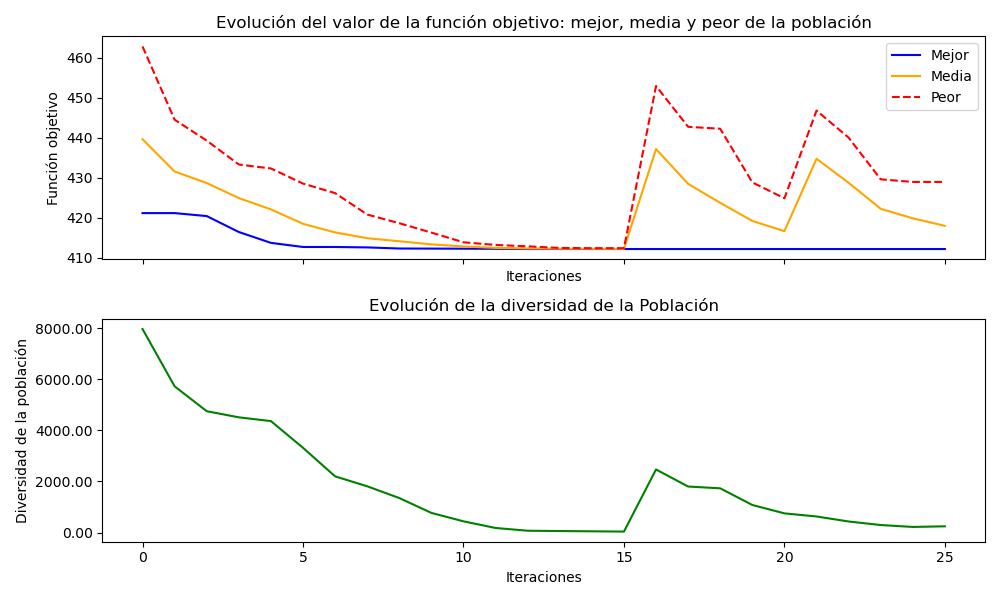 Evolución del valor de la función objetivo: mejor, media y peor de la población
Función objetivo
460
450
440
430
420
410
Mejor
Media
Peor
Iteraciones
Evolución de la diversidad de la Población
Diversidad de la población
8000.00
6000.00
4000.00
2000.00
0.00
0 5 10 15 20 25
Iteraciones